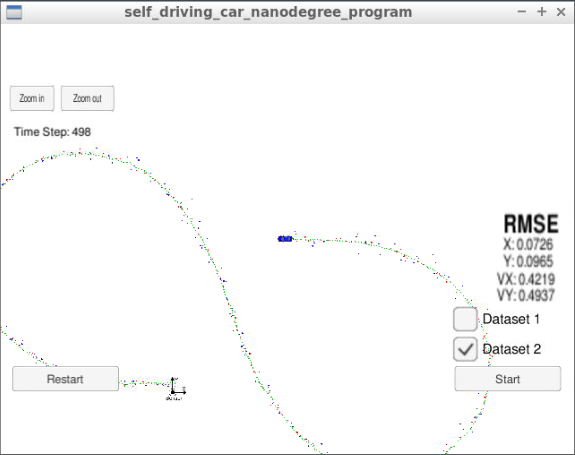 self_driving_car_nanodegree_program
Zoom in
Zoom out
Time Step: 498
RMSE
X: 0.0726
Y: 0.0965
VX: 0.4219
VY: 0.4937
Dataset 1
Dataset 2
Restart
Start